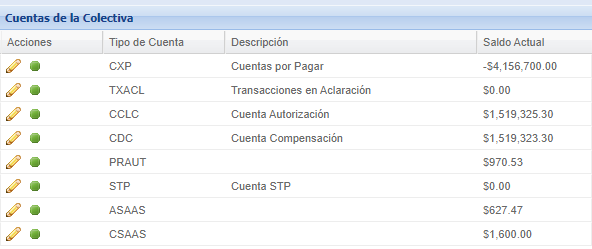 Cuentas de la Colectiva
Acciones Tipo de Cuenta Descripción Saldo Actual
CXP Cuentas por Pagar -$4,156,700.00
TXACL Transacciones en Aclaración $0.00
CCLC Cuenta Autorización $1,519,325.30
CDC Cuenta Compensación $1,519,323.30
PRAUT $970.53
STP Cuenta STP $0.00
ASAAS $627.47
CSAAS $1,600.00